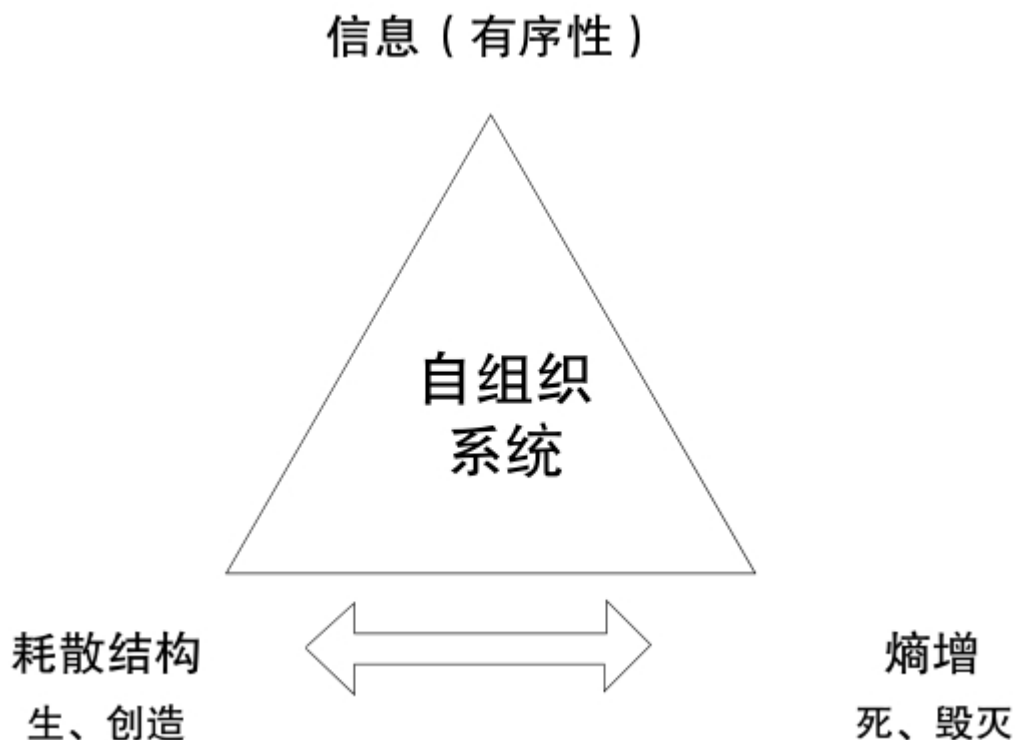 信息（有序性）
自组织
系统
耗散结构
熵增
生、创造
死、毁灭